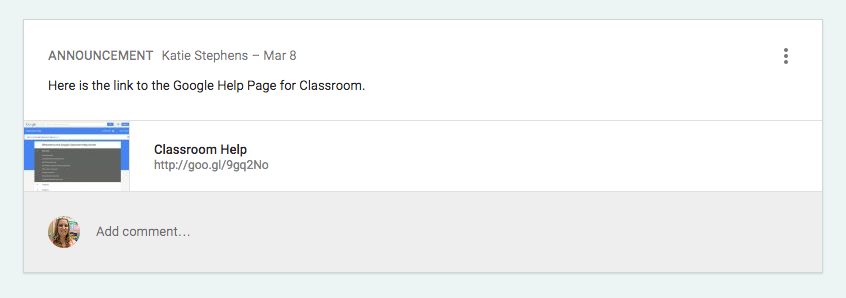 ANNOUNCEMENT Katie Stephens – Mar 8
Here is the link to the Google Help Page for Classroom.
Classroom Help
http://goo.gl/9gq2No
Add comment…